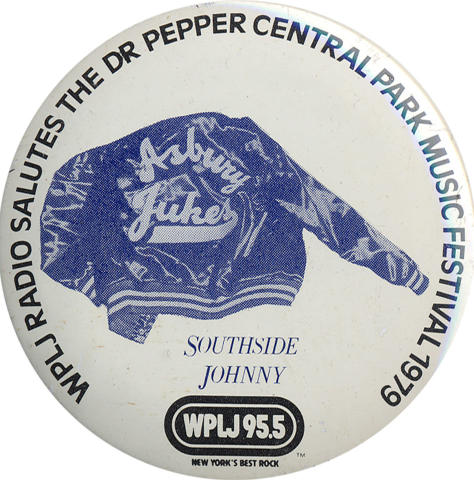 WPLJ RADIO SALUTES THE DR PEPPER CENTRAL PARK MUSIC FESTIVAL 1979
Asbury
Jukes
SOUTHSIDE
JOHNNY
WPLJ 95.5
NEW YORK'S BEST ROCK
TM